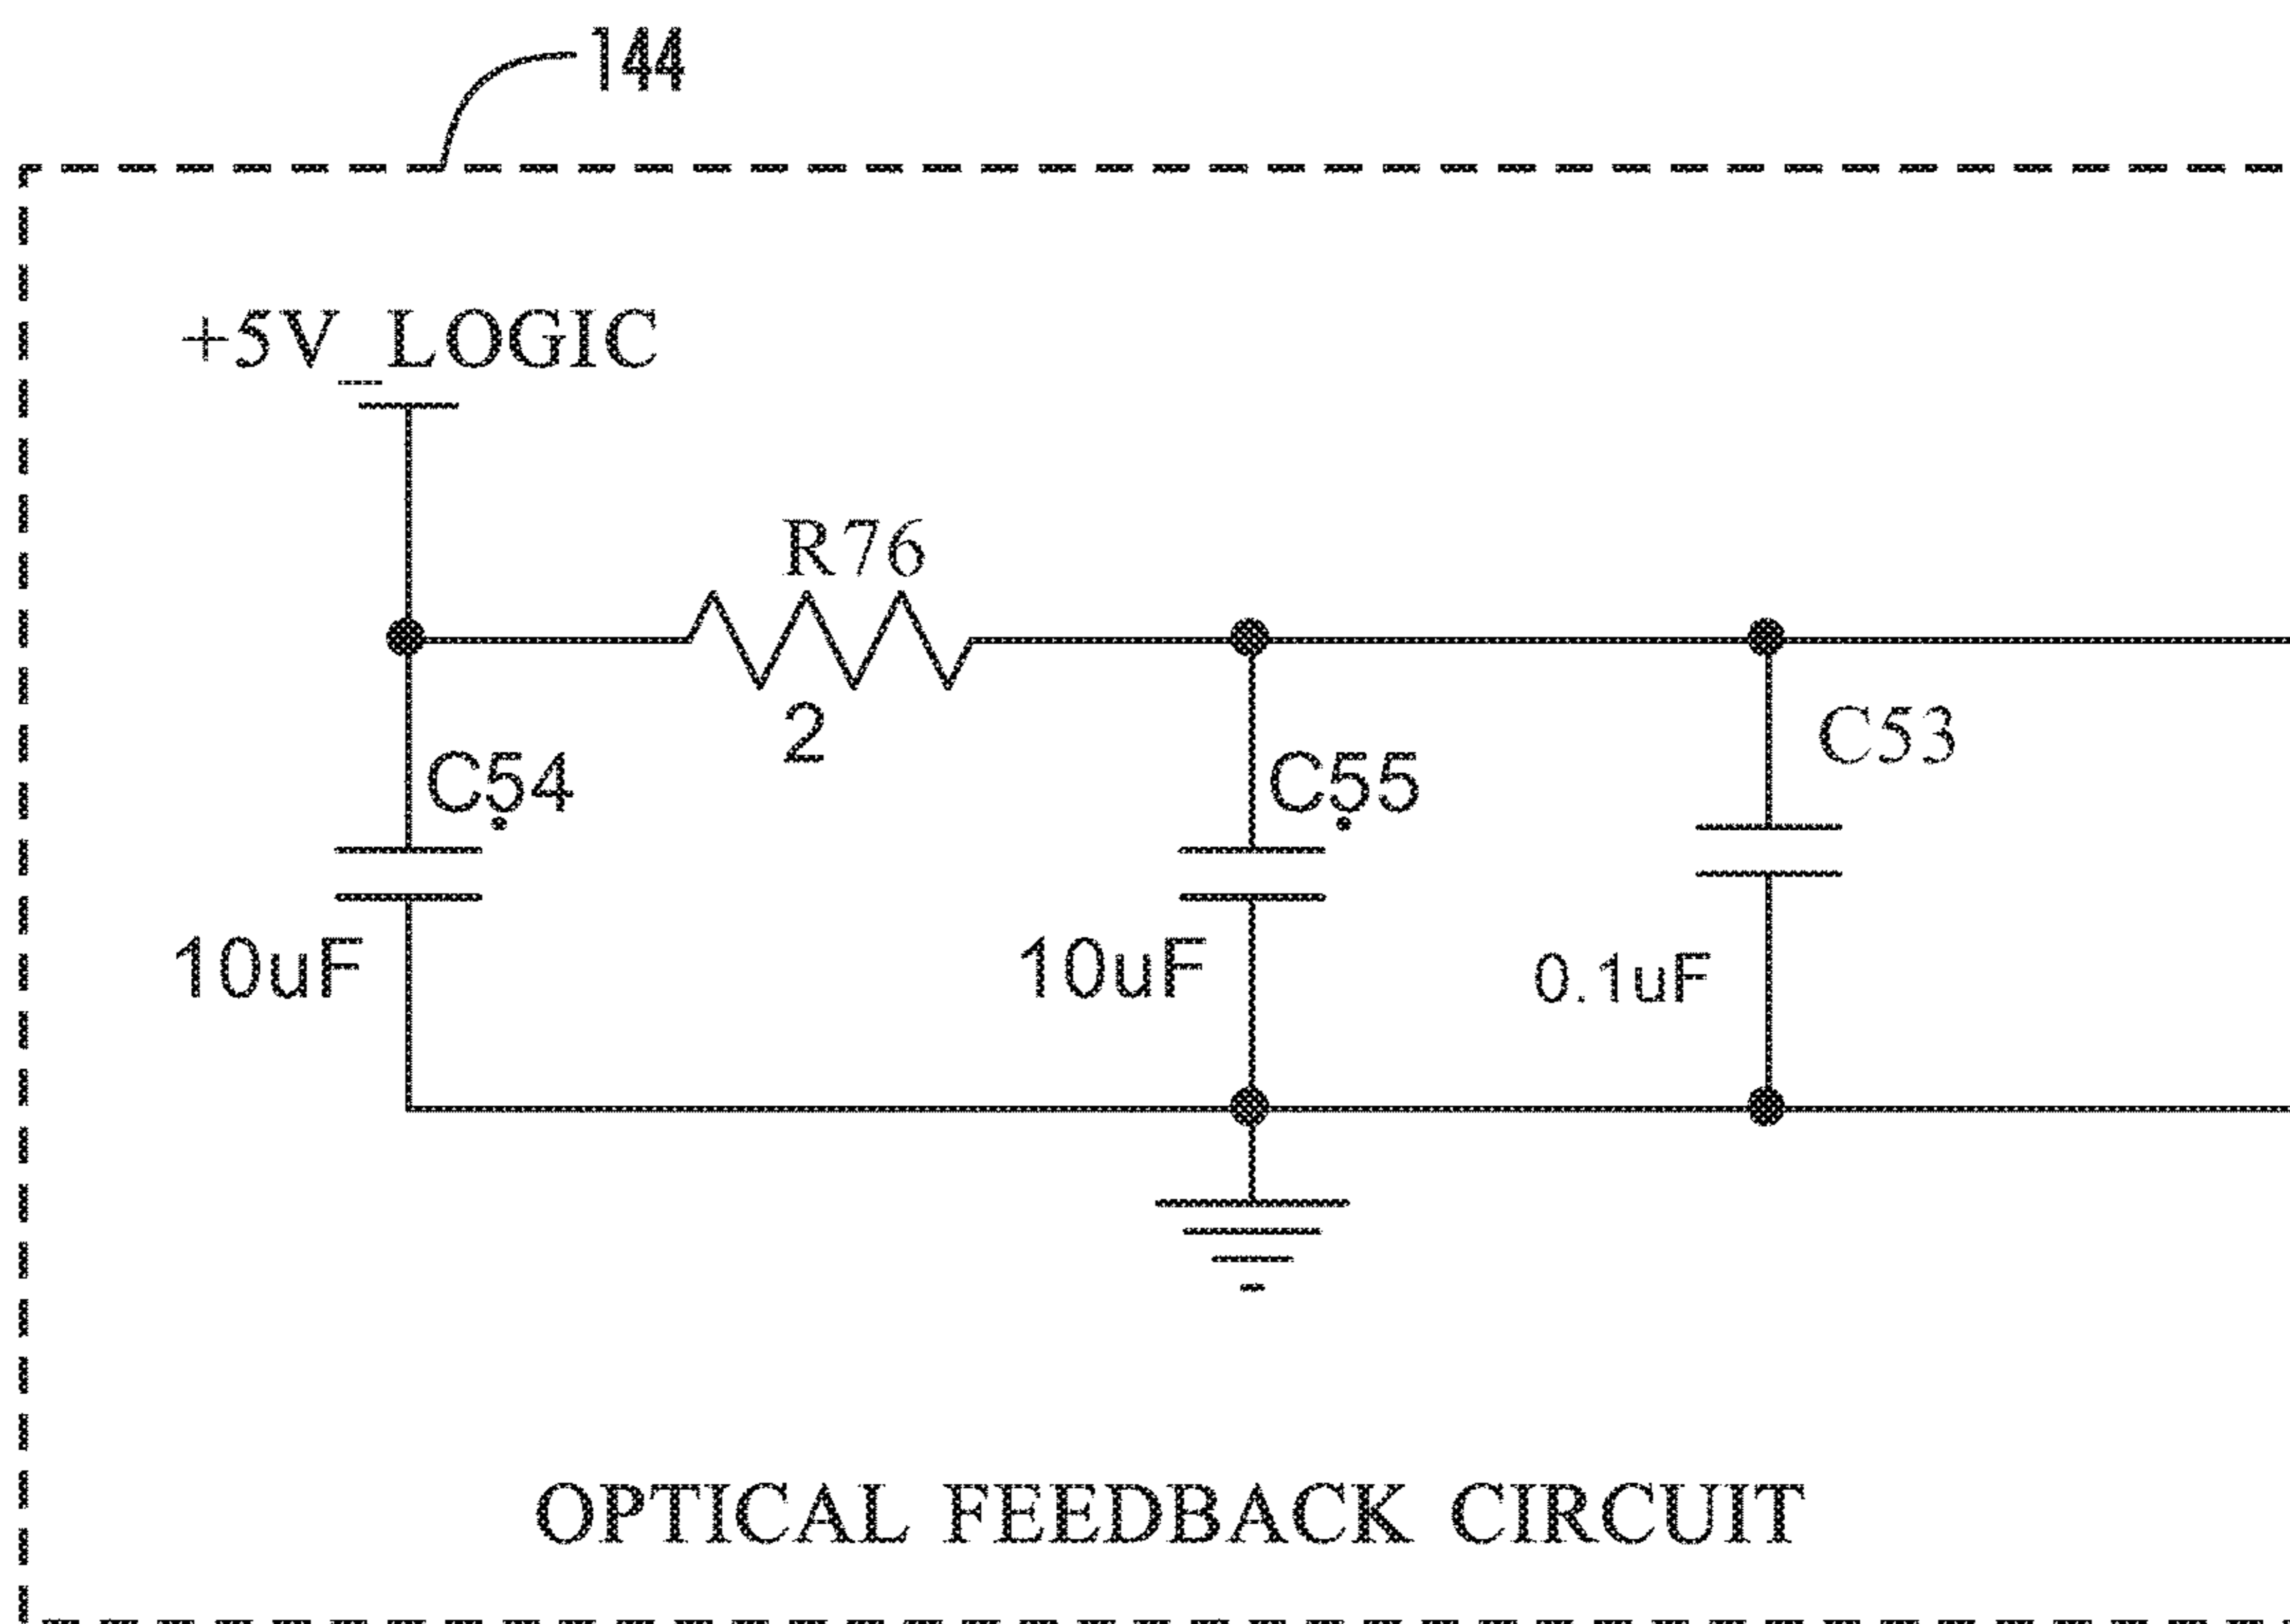 144
+5V_LOGIC
R76
2
C54
C55
C53
10uF
10uF
0.1uF
OPTICAL FEEDBACK CIRCUIT